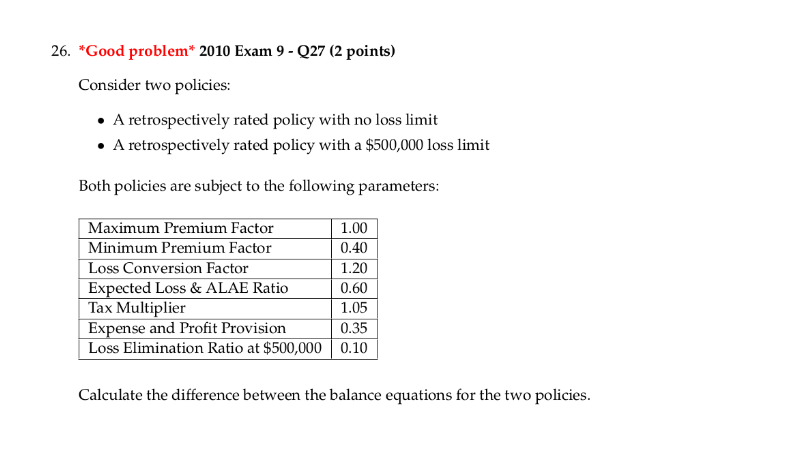 26. *Good problem* 2010 Exam 9 - Q27 (2 points)
Consider two policies:
• A retrospectively rated policy with no loss limit
• A retrospectively rated policy with a $500,000 loss limit
Both policies are subject to the following parameters:
Maximum Premium Factor 1.00
Minimum Premium Factor 0.40
Loss Conversion Factor 1.20
Expected Loss & ALAE Ratio 0.60
Tax Multiplier 1.05
Expense and Profit Provision 0.35
Loss Elimination Ratio at $500,000 0.10
Calculate the difference between the balance equations for the two policies.